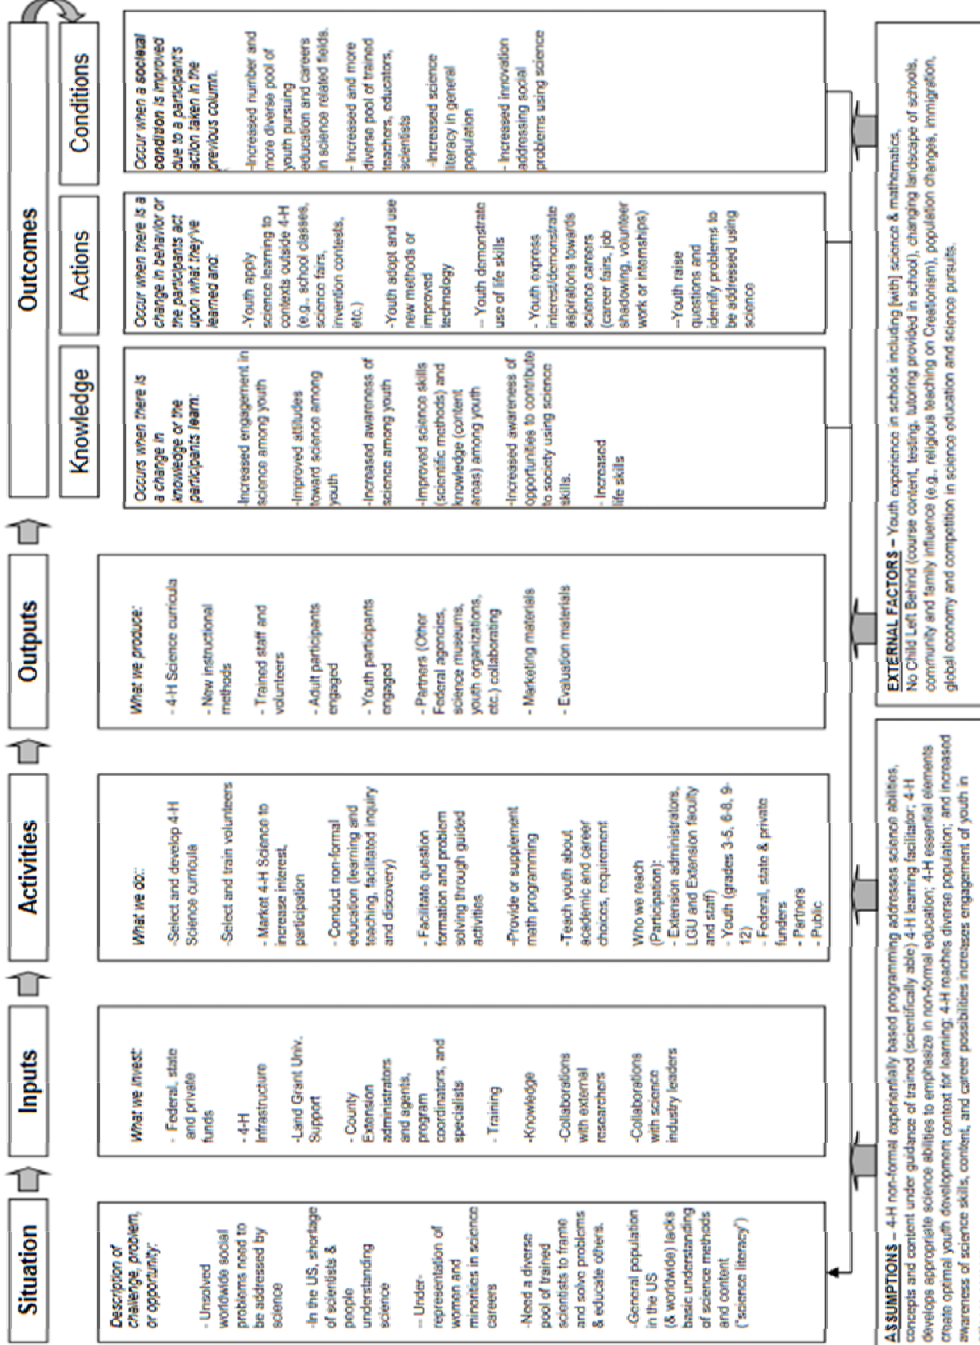 Situation
Description of
challenge, problem,
or opportunity:
- Unsolved
worldwide social
problems need to
be addressed by
science
-In the US, shortage
of scientists &
people
understanding
science
-- Under-
representation of
women and
minorities in science
careers
-Need a diverse
pool of trained
scientists to frame
and solve problems
& educate others.
-General population
in the US
(& worldwide) lacks
basic understanding
of science methods
and content
("science literacy")
Inputs
What we invest:
- Federal, state
and private
funds
- 4-H
Infrastructure
-Land Grant Univ.
Support
- County
Extension
administrators
and agents,
program
coordinators, and
specialists
- Training
-Knowledge
-Collaborations
with external
researchers
-Collaborations
with science
industry leaders
Activities
What we do:
-Select and develop 4-H
Science curricula
-Select and train volunteers
- Market 4-H Science to
increase interest,
participation
- Conduct non-formal
education (learning and
teaching, facilitated inquiry
and discovery)
- Facilitate question
formation and problem
solving through guided
activities
-Provide or supplement
math programming
-Teach youth about
academic and career
choices, requirement
Who we reach
(Participation):
- Extension administrators,
LGU and Extension faculty
and staff)
- Youth (grades 3-5, 6-8, 9-
12)
- Federal, state & private
funders
- Partners
- Public
Outputs
What we produce:
- 4-H Science curricula
- New instructional
methods
- Trained staff and
volunteers
- Adult participants
engaged
- Youth participants
engaged
- Partners (Other
Federal agencies,
science museums,
youth organizations,
etc.) collaborating
- Marketing materials
- Evaluation materials
Outcomes
Knowledge
Occurs when there is
a change in
knowledge or the
participants learn:
-Increased engagement in
science among youth
-Improved attitudes
toward science among
youth
-Increased awareness of
science among youth
-Improved science skills
(scientific methods) and
knowledge (content
areas) among youth
-Increased awareness of
opportunities to contribute
to society using science
skills.
- Increased
life skills
Actions
Occur when there is a
change in behavior or
the participants act
upon what they've
learned and:
-Youth apply
science learning to
contexts outside 4-H
(e.g., school classes,
science fairs,
invention contests,
etc.)
-Youth adopt and use
new methods or
improved
technology
-- Youth demonstrate
use of life skills
- Youth express
interest/demonstrate
aspirations towards
science careers
(career fairs, job
shadowing, volunteer
work or internships)
--Youth raise
questions and
identify problems to
be addressed using
science
Conditions
Occur when a societal
condition is improved
due to a participant's
action taken in the
previous column.
-Increased number and
more diverse pool of
youth pursuing
education and careers
in science related fields.
- Increased and more
diverse pool of trained
teachers, educators,
scientists
-Increased science
literacy in general
population
- Increased innovation
addressing social
problems using science
ASSUMPTIONS – 4-H non-formal experientially based programming addresses science abilities,
concepts and content under guidance of trained (scientifically able) 4-H learning facilitator; 4-H
develops appropriate science abilities to emphasize in non-formal education; 4-H essential elements
create optimal youth development context for learning; 4-H reaches diverse population; and increased
awareness of science skills, content, and career possibilities increases engagement of youth in
EXTERNAL FACTORS – Youth experience in schools including [with] science & mathematics,
No Child Left Behind (course content, testing, tutoring provided in school), changing landscape of schools,
community and family influence (e.g., religious teaching on Creationism), population changes, immigration,
global economy and competition in science education and science pursuits.